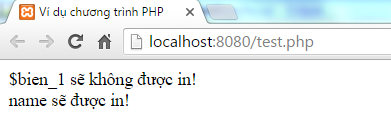 Ví dụ chương trình PHP
localhost:8080/test.php
$bien_1 sẽ không được in!
name sẽ được in!